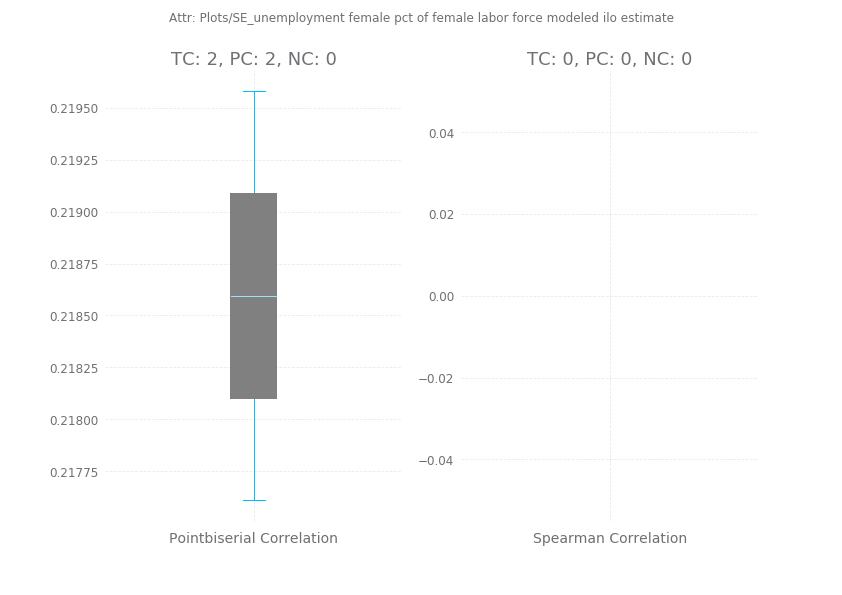 Attr: Plots/SE_unemployment female pct of female labor force modeled ilo estimate
TC: 2, PC: 2, NC: 0
0.21950
0.21925
0.21900
0.21875
0.21850
0.21825
0.21800
0.21775
Pointbiserial Correlation
TC: 0, PC: 0, NC: 0
0.04
0.02
0.00
−0.02
−0.04
Spearman Correlation